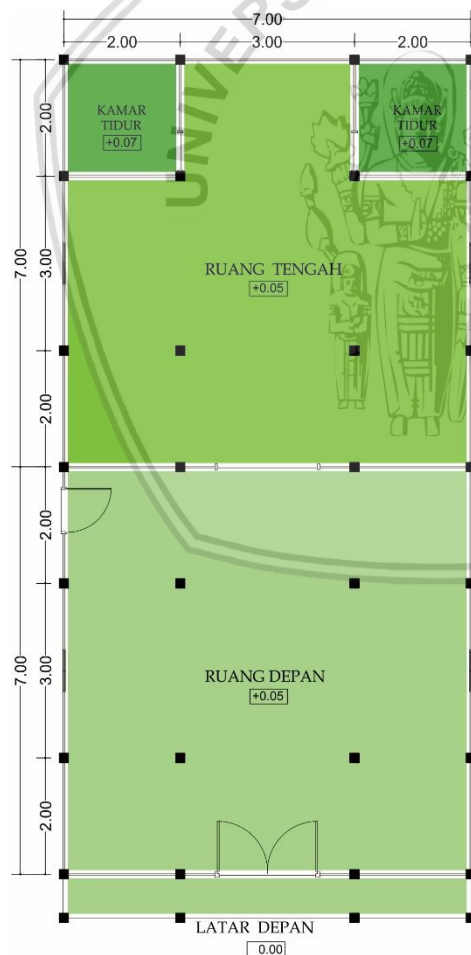 7.00
2.00 3.00 2.00
UNIVERS
2.00
KAMAR
TIDUR
+0.07
KAMAR
TIDUR
+0.07
7.00
3.00
RUANG TENGAH
+0.05
2.00
2.00
7.00
3.00
RUANG DEPAN
+0.05
2.00
LATAR DEPAN
0.00